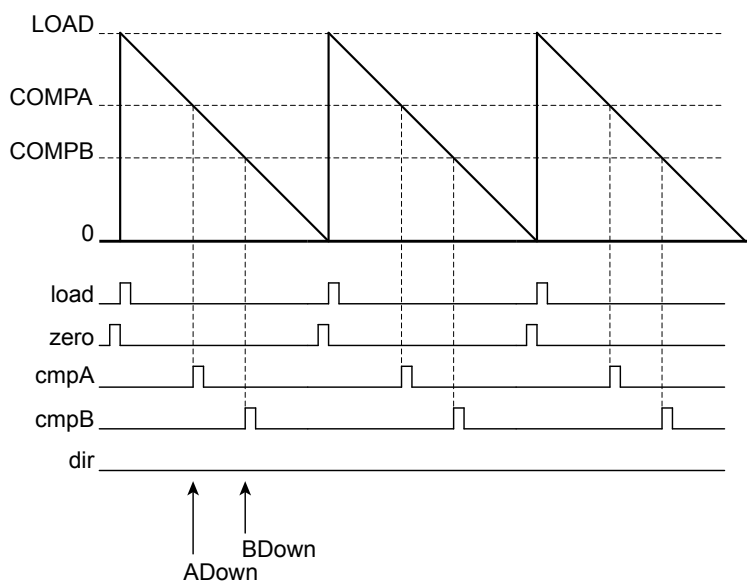 LOAD
COMPA
COMPB
0
load
zero
cmpA
cmpB
dir
BDown
ADown